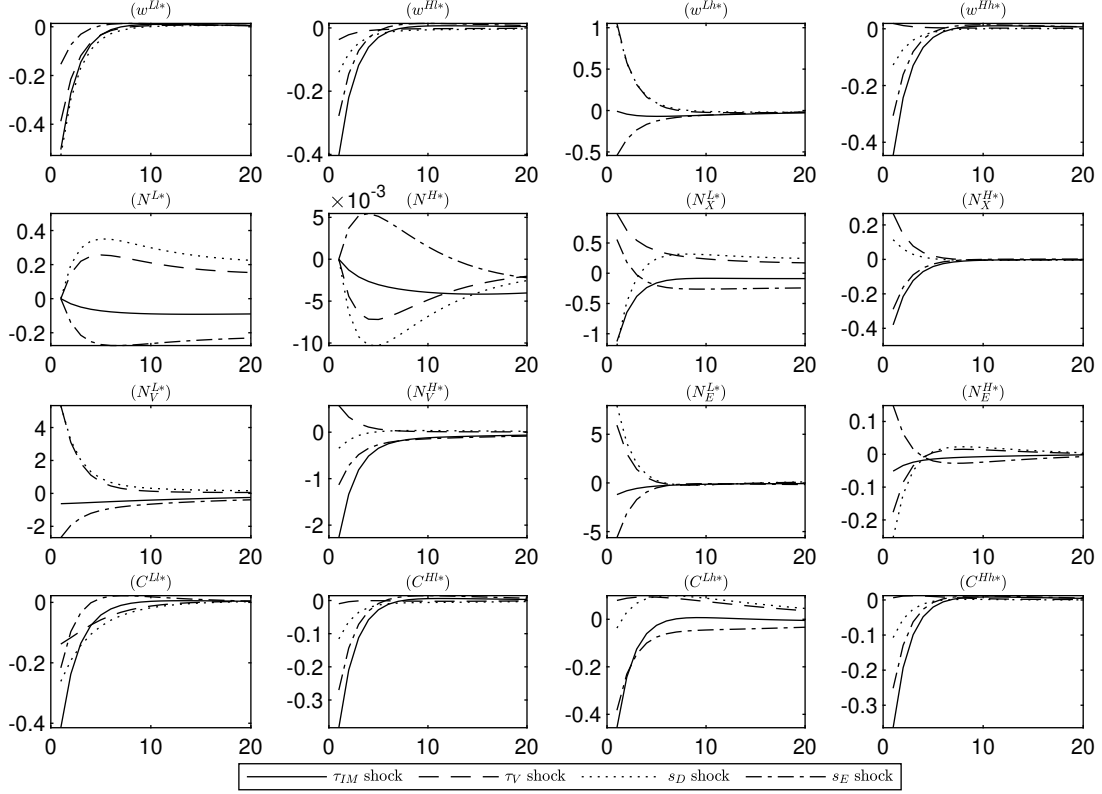 (w^{Ll*}) (w^{Hl*}) (w^{Lh*}) (w^{Hh*})
0 -0.2 -0.4
0 10 20
0 -0.2 -0.4
0 10 20
1 0.5 0 -0.5
0 10 20
0 -0.2 -0.4
0 10 20
(N^{L*}) (N^{H*}) (N_X^{L*}) (N_X^{H*})
0.4 0.2 0 -0.2
0 10 20
×10^{-3}
5 0 -5 -10
0 10 20
1 0.5 0 -0.5 -1
0 10 20
0.2 0 -0.2 -0.4
0 10 20
(N_V^{L*}) (N_V^{H*}) (N_E^{L*}) (N_E^{H*})
4 2 0 -2
0 10 20
0 -1 -2
0 10 20
5 0 -5
0 10 20
0.1 0 -0.1 -0.2
0 10 20
(C^{Ll*}) (C^{Hl*}) (C^{Lh*}) (C^{Hh*})
0 -0.2 -0.4
0 10 20
0 -0.1 -0.2 -0.3
0 10 20
0 -0.2 -0.4
0 10 20
0 -0.1 -0.2 -0.3
0 10 20
τ_{IM} shock τ_V shock s_D shock s_E shock